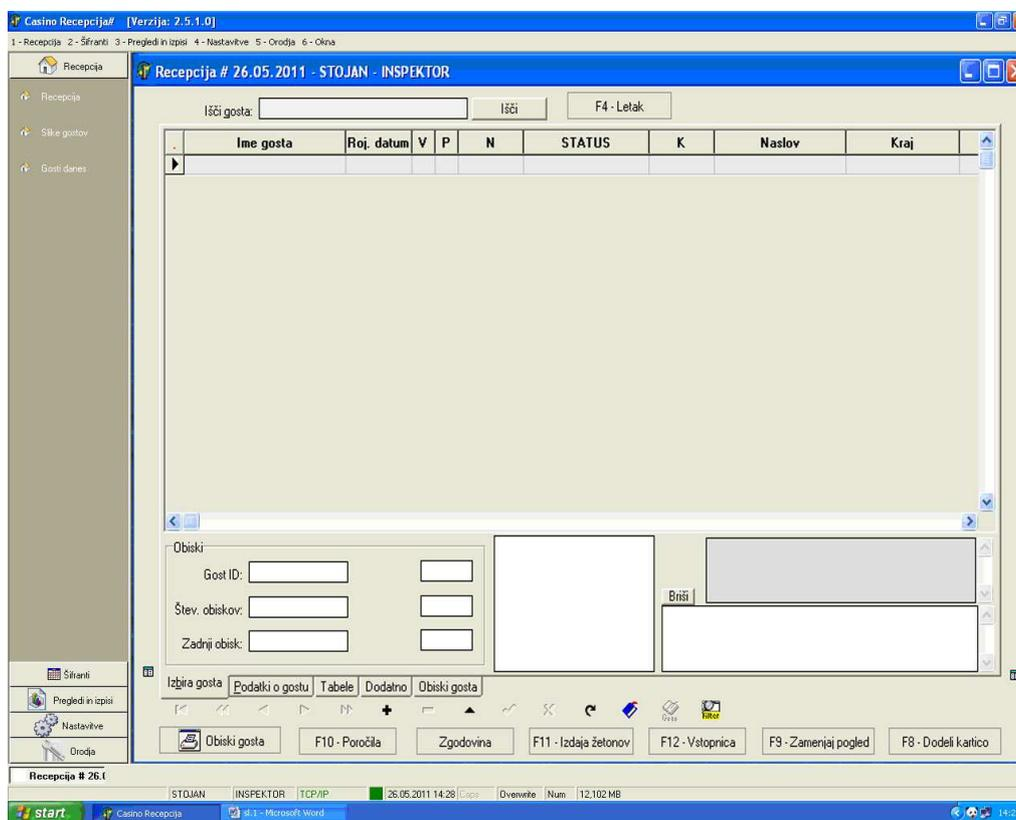 Casino Recepcija# [Verzija: 2.5.1.0]
1 - Recepcija 2 - Šifranti 3 - Pregledi in izpisi 4 - Nastavitve 5 - Orodja 6 - Okna
Recepcija
Recepcija
Slike gostov
Gosti danes
Recepcija # 26.05.2011 - STOJAN - INSPEKTOR
Išči gosta:
Išči
F4 - Letak
. Ime gosta Roj. datum V P N STATUS K Naslov Kraj
Obiski
Gost ID:
Štev. obiskov:
Zadnji obisk:
Briši
Izbira gosta Podatki o gostu Tabele Dodatno Obiski gosta
Filter
Obiski gosta F10 - Poročila Zgodovina F11 - Izdaja žetonov F12 - Vstopnica F9 - Zamenjaj pogled F8 - Dodeli kartico
Šifranti
Pregledi in izpisi
Nastavitve
Orodja
Recepcija # 26.(
STOJAN INSPEKTOR TCP/IP 26.05.2011 14:28 Caps Overwrite Num 12,102 MB
start Casino Recepcija sl.1 - Microsoft Word 14:2